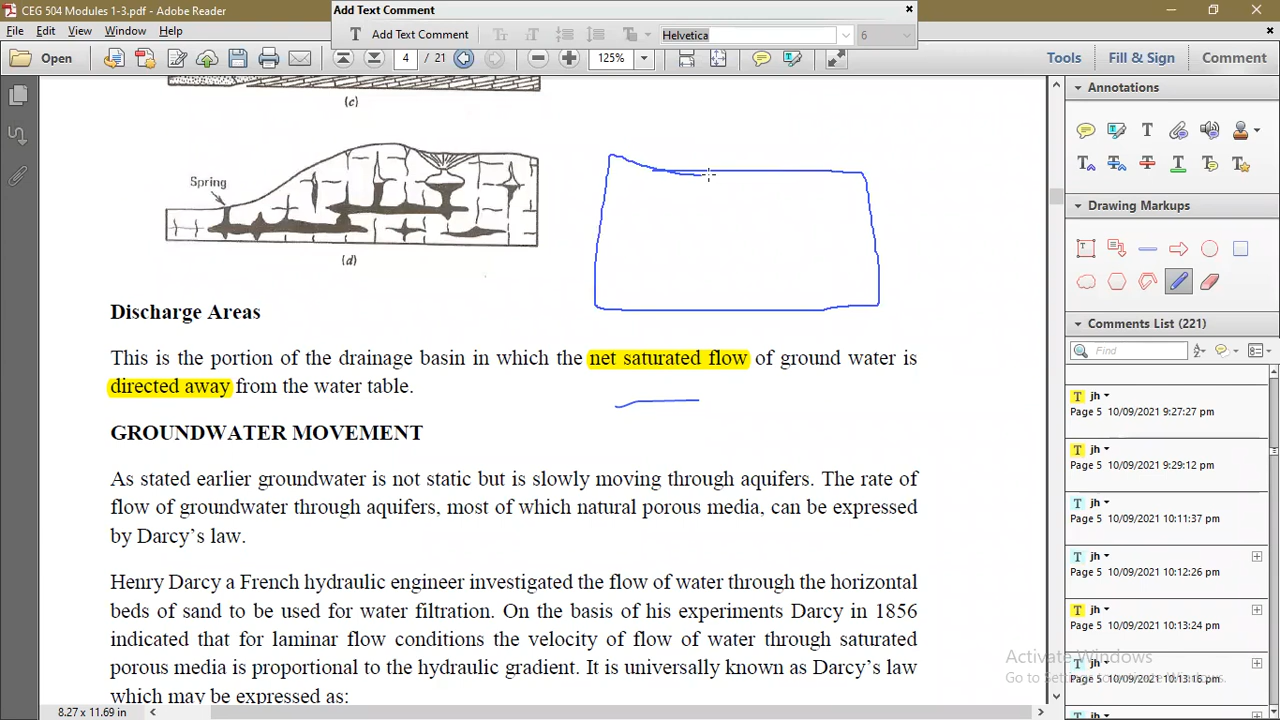 CEG 504 Modules 1-3.pdf - Adobe Reader
Add Text Comment
File Edit View Window Help
Add Text Comment
Helvetica
6
Open
4 / 21
125%
Tools
Fill & Sign
Comment
(c)
Spring
(d)
Discharge Areas
This is the portion of the drainage basin in which the net saturated flow of ground water is
directed away from the water table.
GROUNDWATER MOVEMENT
As stated earlier groundwater is not static but is slowly moving through aquifers. The rate of
flow of groundwater through aquifers, most of which natural porous media, can be expressed
by Darcy's law.
Henry Darcy a French hydraulic engineer investigated the flow of water through the horizontal
beds of sand to be used for water filtration. On the basis of his experiments Darcy in 1856
indicated that for laminar flow conditions the velocity of flow of water through saturated
porous media is proportional to the hydraulic gradient. It is universally known as Darcy's law
which may be expressed as:
8.27 x 11.69 in
Annotations
Drawing Markups
Comments List (221)
Find
jh
Page 5 10/09/2021 9:27:27 pm
jh
Page 5 10/09/2021 9:29:12 pm
jh
Page 5 10/09/2021 10:11:37 pm
jh
Page 5 10/09/2021 10:12:26 pm
jh
Page 5 10/09/2021 10:13:24 pm
jh
Page 5 10/09/2021 10:13:15 pm
jh
Activate Windows
Go to Settings to activate Windows.